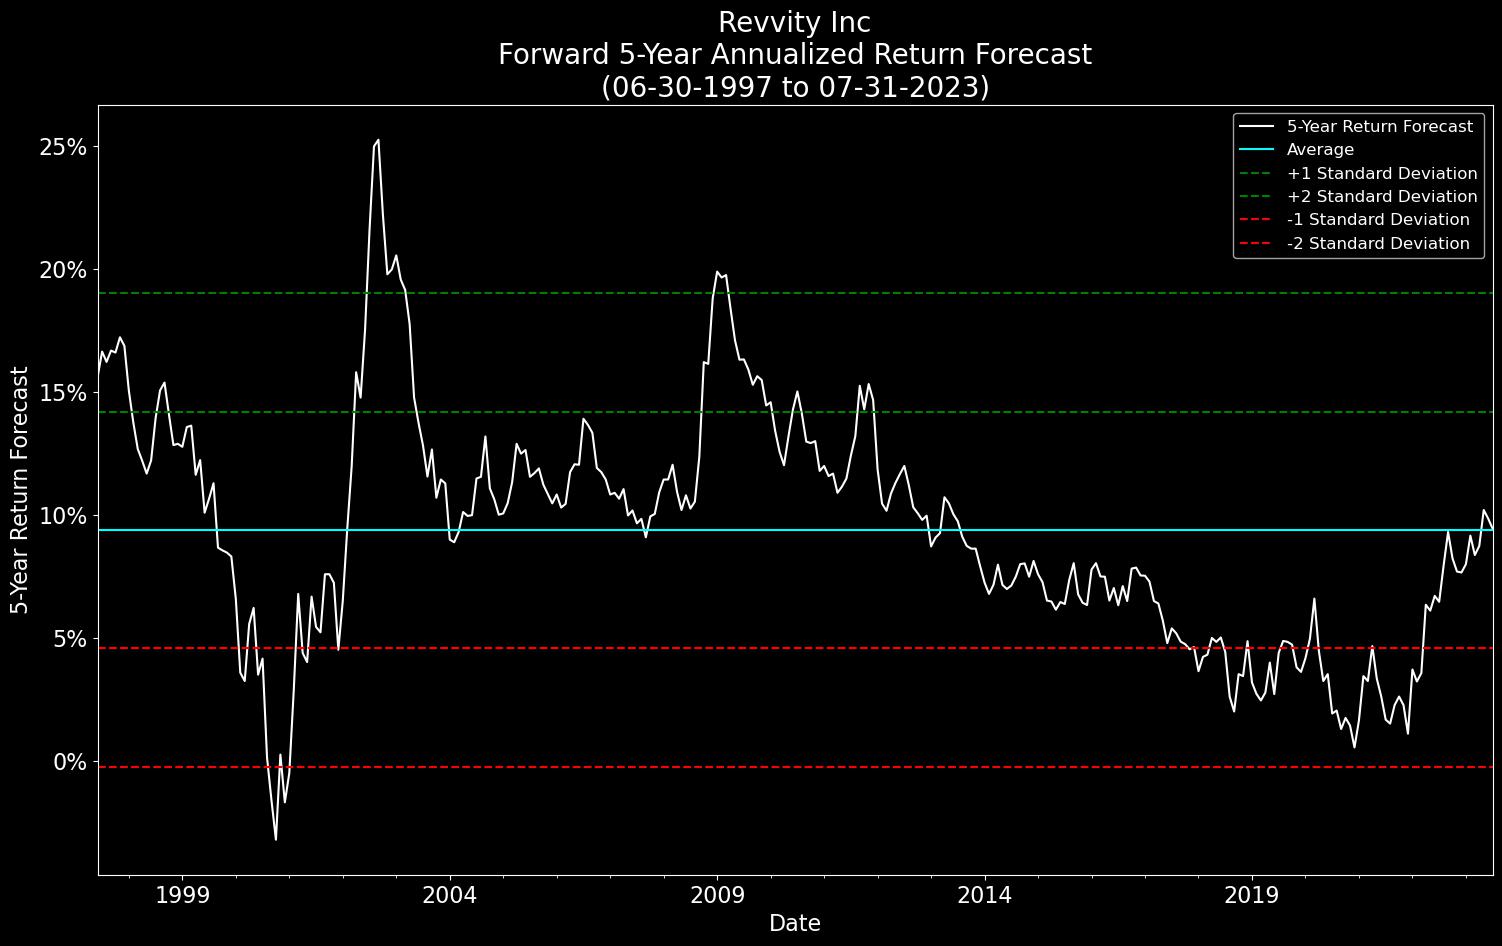 Revvity Inc
Forward 5-Year Annualized Return Forecast
(06-30-1997 to 07-31-2023)
5-Year Return Forecast
Average
+1 Standard Deviation
+2 Standard Deviation
-1 Standard Deviation
-2 Standard Deviation
25%
20%
15%
10%
5%
0%
5-Year Return Forecast
1999
2004
2009
2014
2019
Date